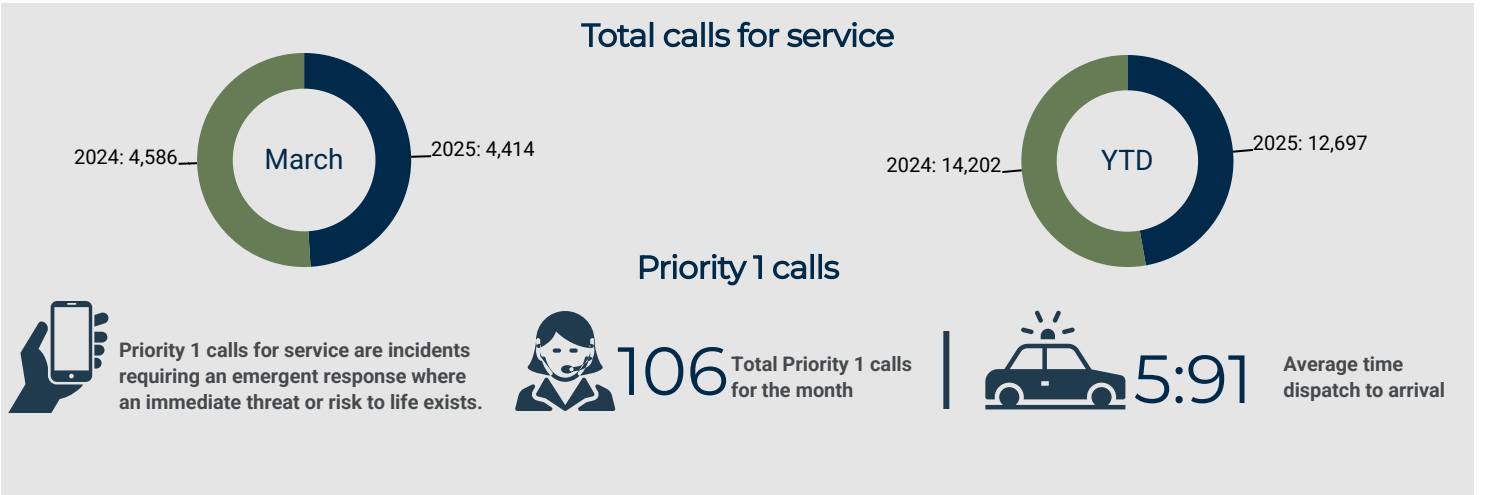 Total calls for service
2024: 4,586
March
2025: 4,414
2024: 14,202
YTD
2025: 12,697
Priority 1 calls
Priority 1 calls for service are incidents
requiring an emergent response where
an immediate threat or risk to life exists.
106
Total Priority 1 calls
for the month
5:91
Average time
dispatch to arrival